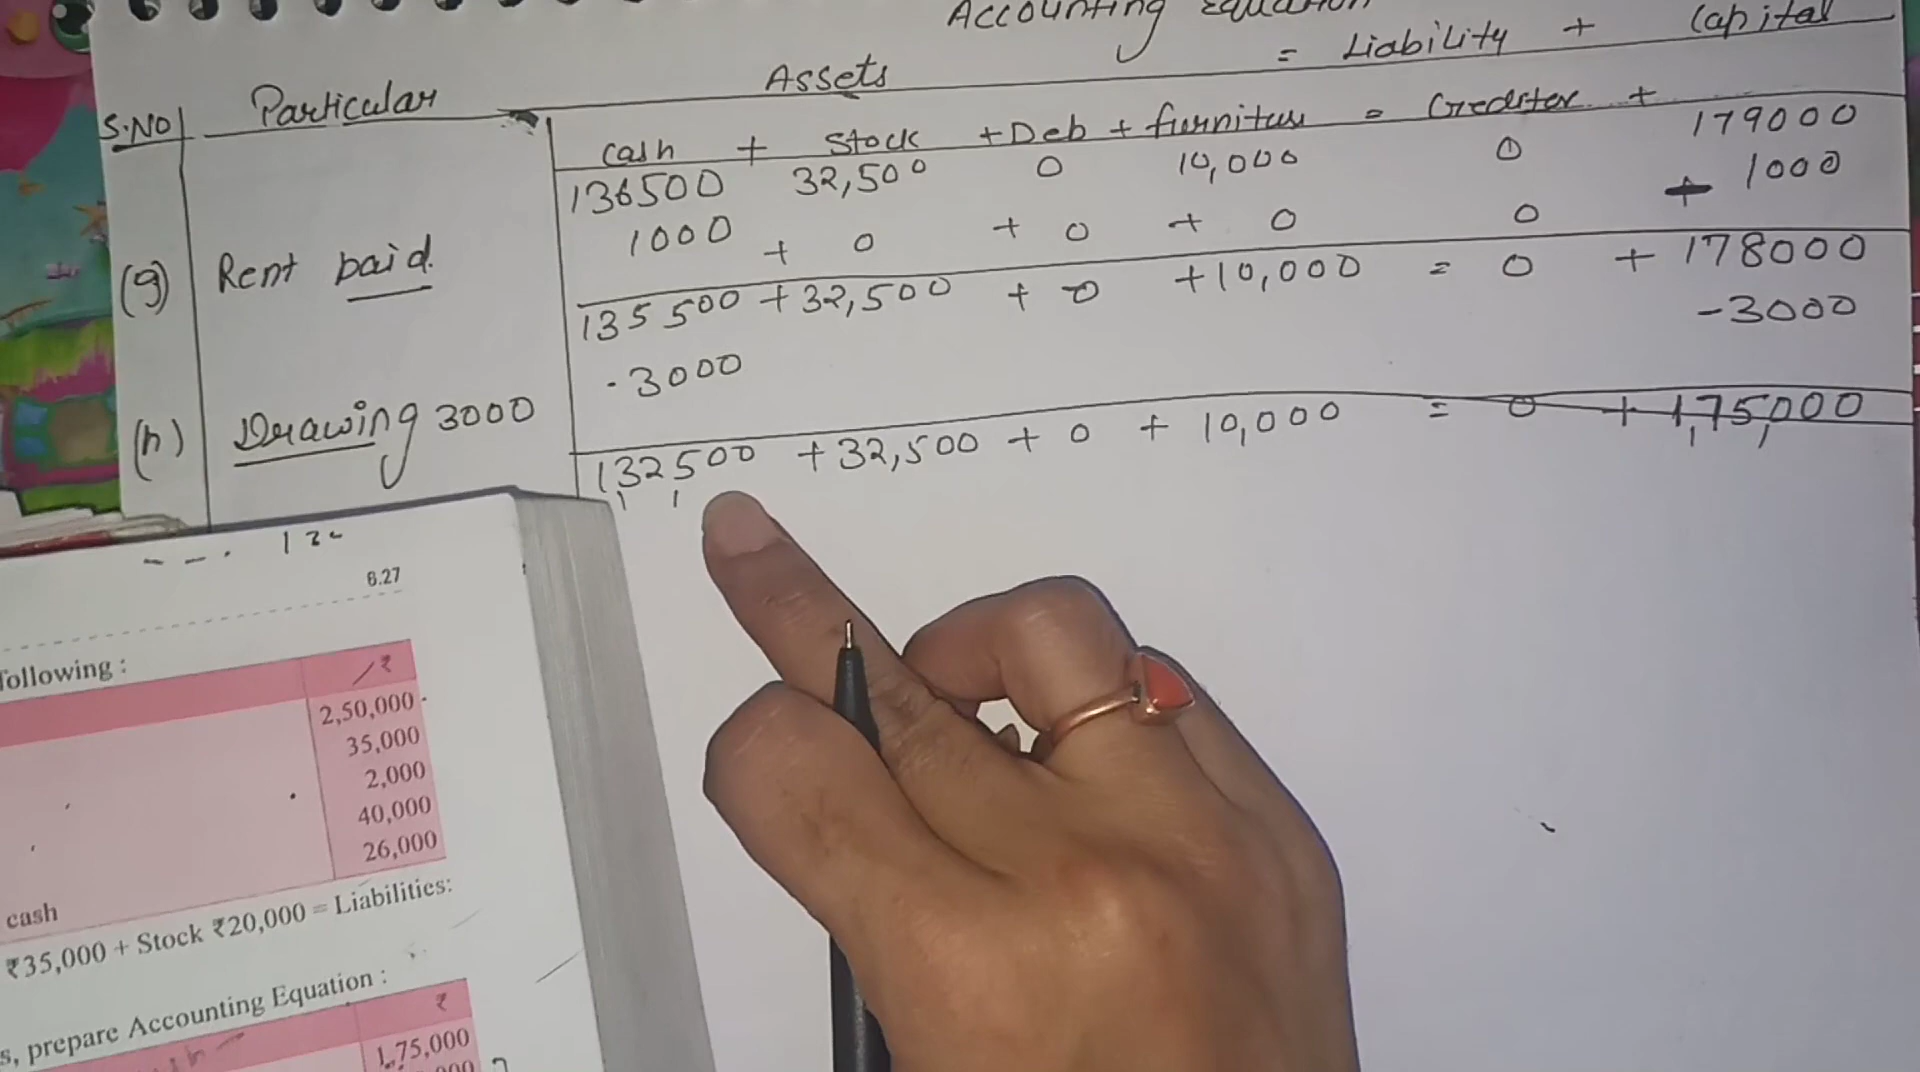 Accounting Equation
Assets = Liability + Capital
S.NO Particular
cash + Stock + Deb + furniture = Creditor +
136500 32,500 0 10,000 0 179000
1000 + 0 + 0 + 0 0 + 1000
(g) Rent paid.
135500 + 32,500 + 0 + 10,000 = 0 + 178000
-3000 -3000
(h) Drawing 3000
132500 + 32,500 + 0 + 10,000 = 0 + 1,75,000
6.27
following :
₹
2,50,000
35,000
2,000
40,000
26,000
cash
₹35,000 + Stock ₹20,000 = Liabilities:
s, prepare Accounting Equation :
₹
1,75,000